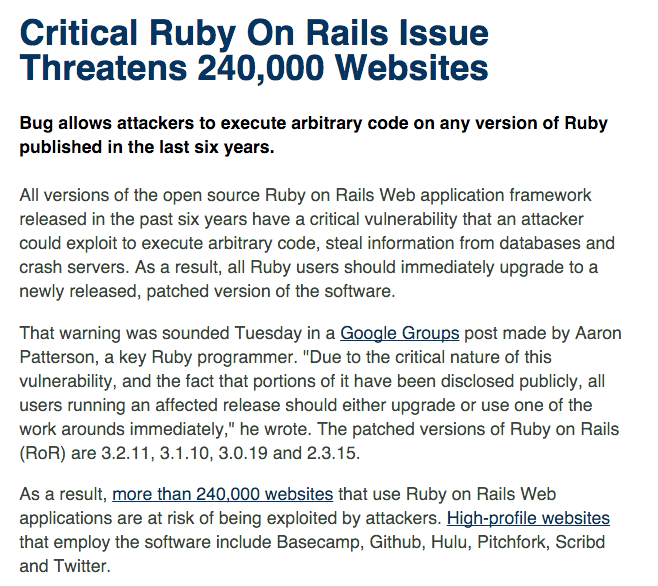 Critical Ruby On Rails Issue
Threatens 240,000 Websites
Bug allows attackers to execute arbitrary code on any version of Ruby
published in the last six years.
All versions of the open source Ruby on Rails Web application framework
released in the past six years have a critical vulnerability that an attacker
could exploit to execute arbitrary code, steal information from databases and
crash servers. As a result, all Ruby users should immediately upgrade to a
newly released, patched version of the software.
That warning was sounded Tuesday in a Google Groups post made by Aaron
Patterson, a key Ruby programmer. "Due to the critical nature of this
vulnerability, and the fact that portions of it have been disclosed publicly, all
users running an affected release should either upgrade or use one of the
work arounds immediately," he wrote. The patched versions of Ruby on Rails
(RoR) are 3.2.11, 3.1.10, 3.0.19 and 2.3.15.
As a result, more than 240,000 websites that use Ruby on Rails Web
applications are at risk of being exploited by attackers. High-profile websites
that employ the software include Basecamp, Github, Hulu, Pitchfork, Scribd
and Twitter.